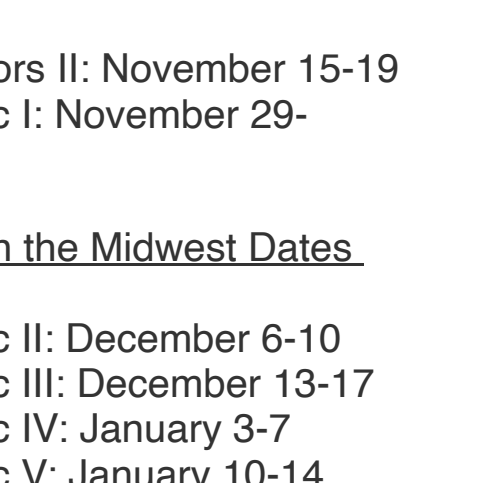 ors II: November 15-19
c I: November 29-
n the Midwest Dates
c II: December 6-10
c III: December 13-17
c IV: January 3-7
c V: January 10-14